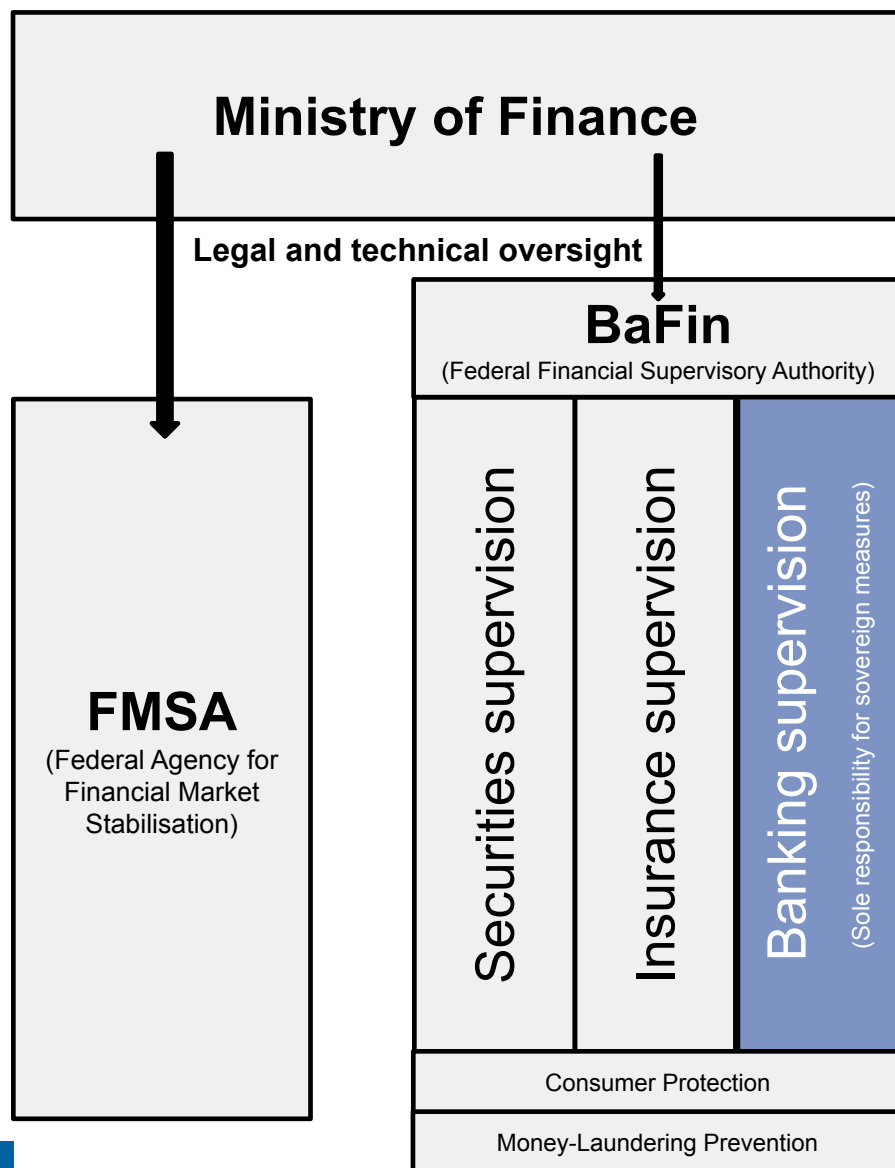 Ministry of Finance
Legal and technical oversight
BaFin
(Federal Financial Supervisory Authority)
FMSA
(Federal Agency for
Financial Market
Stabilisation)
Securities supervision
Insurance supervision
Banking supervision
(Sole responsibility for sovereign measures)
Consumer Protection
Money-Laundering Prevention